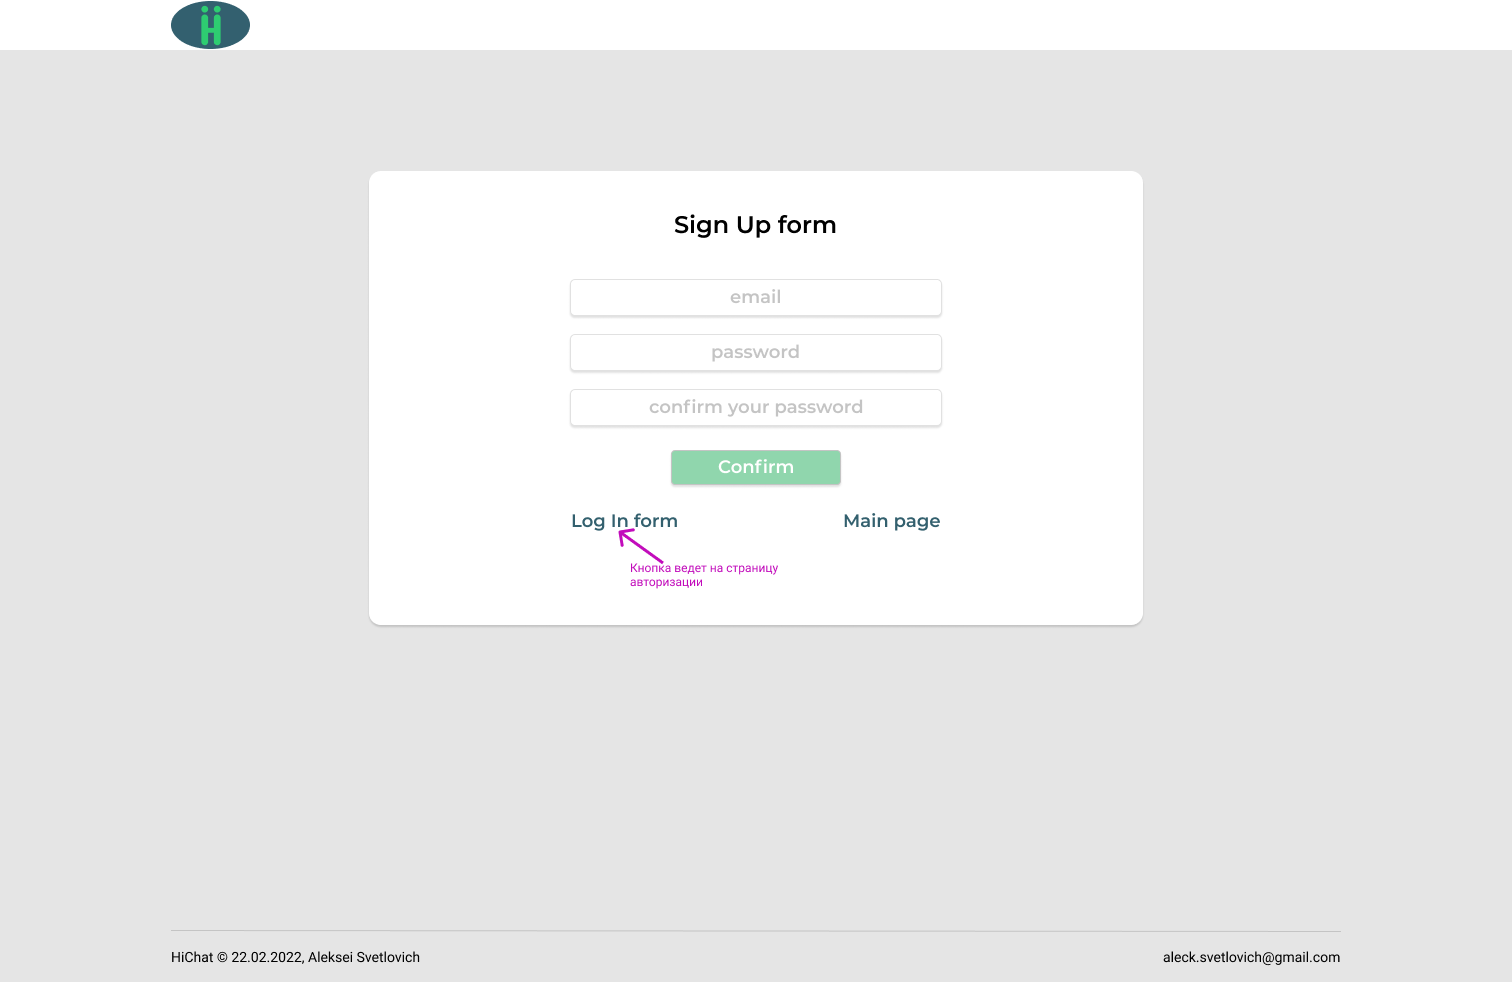 Sign Up form
email
password
confirm your password
Confirm
Log In form
Main page
Кнопка ведет на страницу
авторизации
HiChat © 22.02.2022, Aleksei Svetlovich
aleck.svetlovich@gmail.com